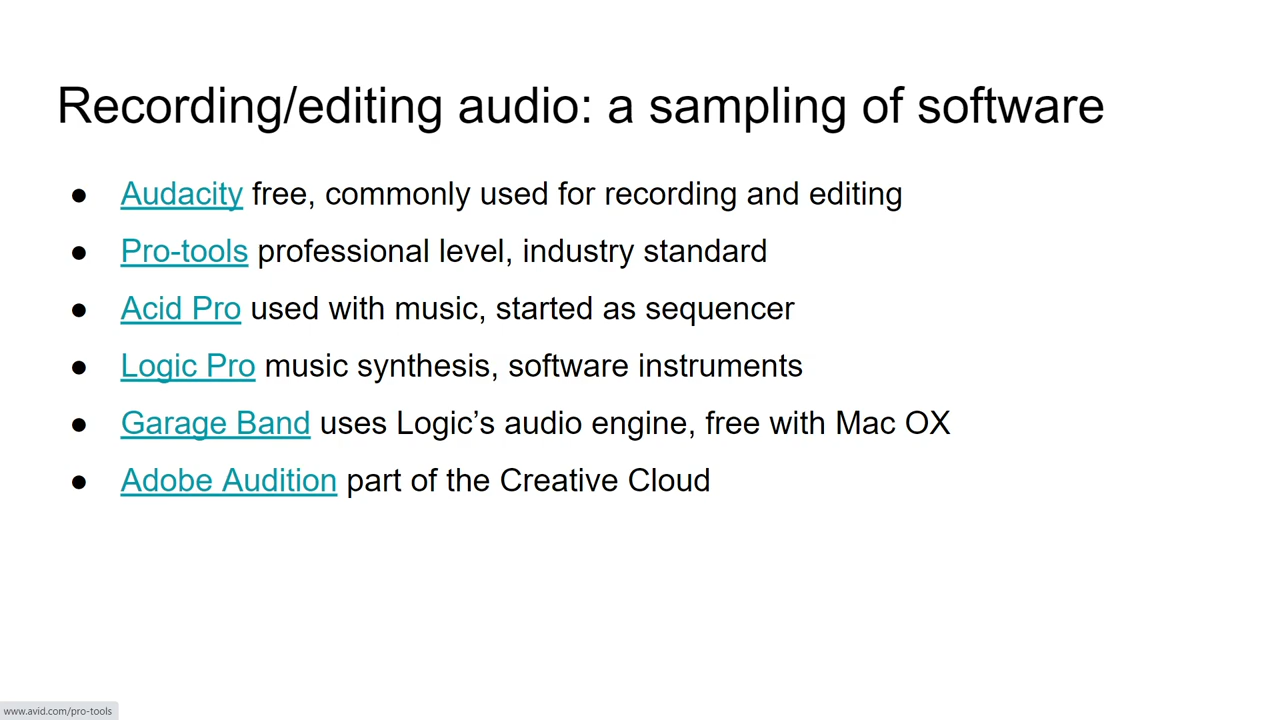 Recording/editing audio: a sampling of software
● Audacity free, commonly used for recording and editing
● Pro-tools professional level, industry standard
● Acid Pro used with music, started as sequencer
● Logic Pro music synthesis, software instruments
● Garage Band uses Logic’s audio engine, free with Mac OX
● Adobe Audition part of the Creative Cloud
www.avid.com/pro-tools